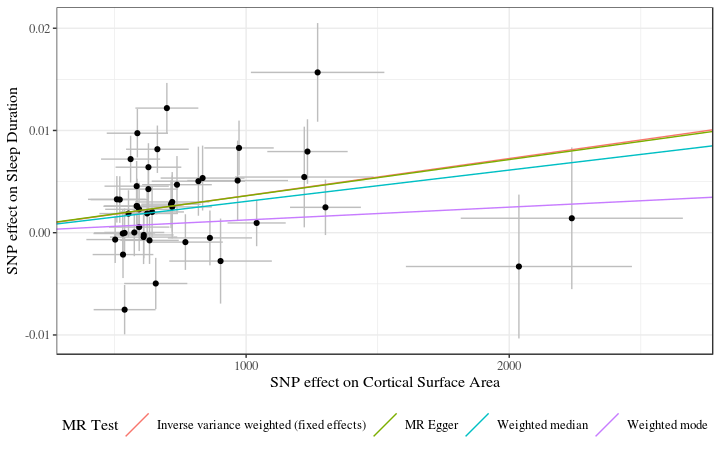 0.02
0.01
0.00
-0.01
SNP effect on Sleep Duration
1000
2000
SNP effect on Cortical Surface Area
MR Test
Inverse variance weighted (fixed effects)
MR Egger
Weighted median
Weighted mode